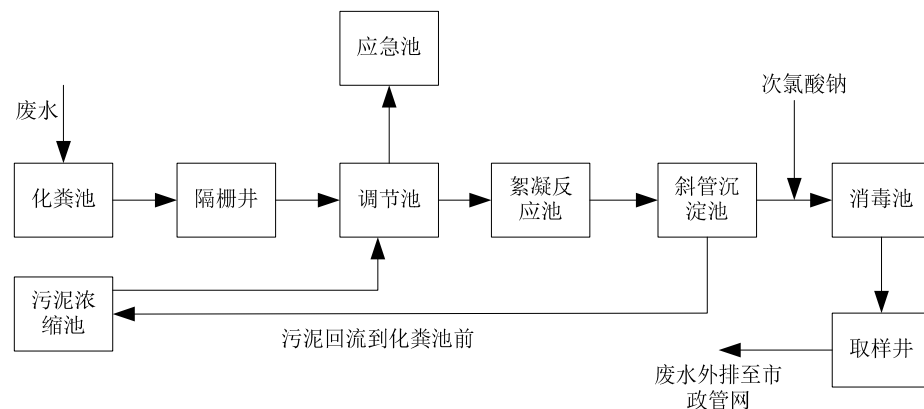 应急池
次氯酸钠
废水
化粪池
隔栅井
调节池
絮凝反
应池
斜管沉
淀池
消毒池
污泥浓
缩池
污泥回流到化粪池前
取样井
废水外排至市
政管网